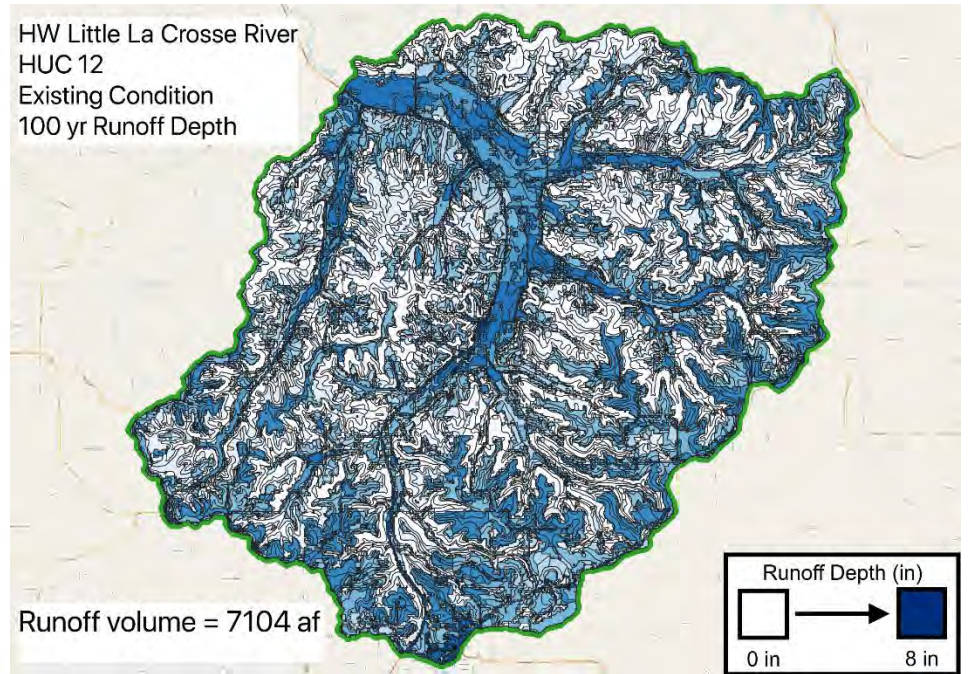 HW Little La Crosse River
HUC 12
Existing Condition
100 yr Runoff Depth
Runoff volume = 7104 af
Runoff Depth (in)
0 in
8 in